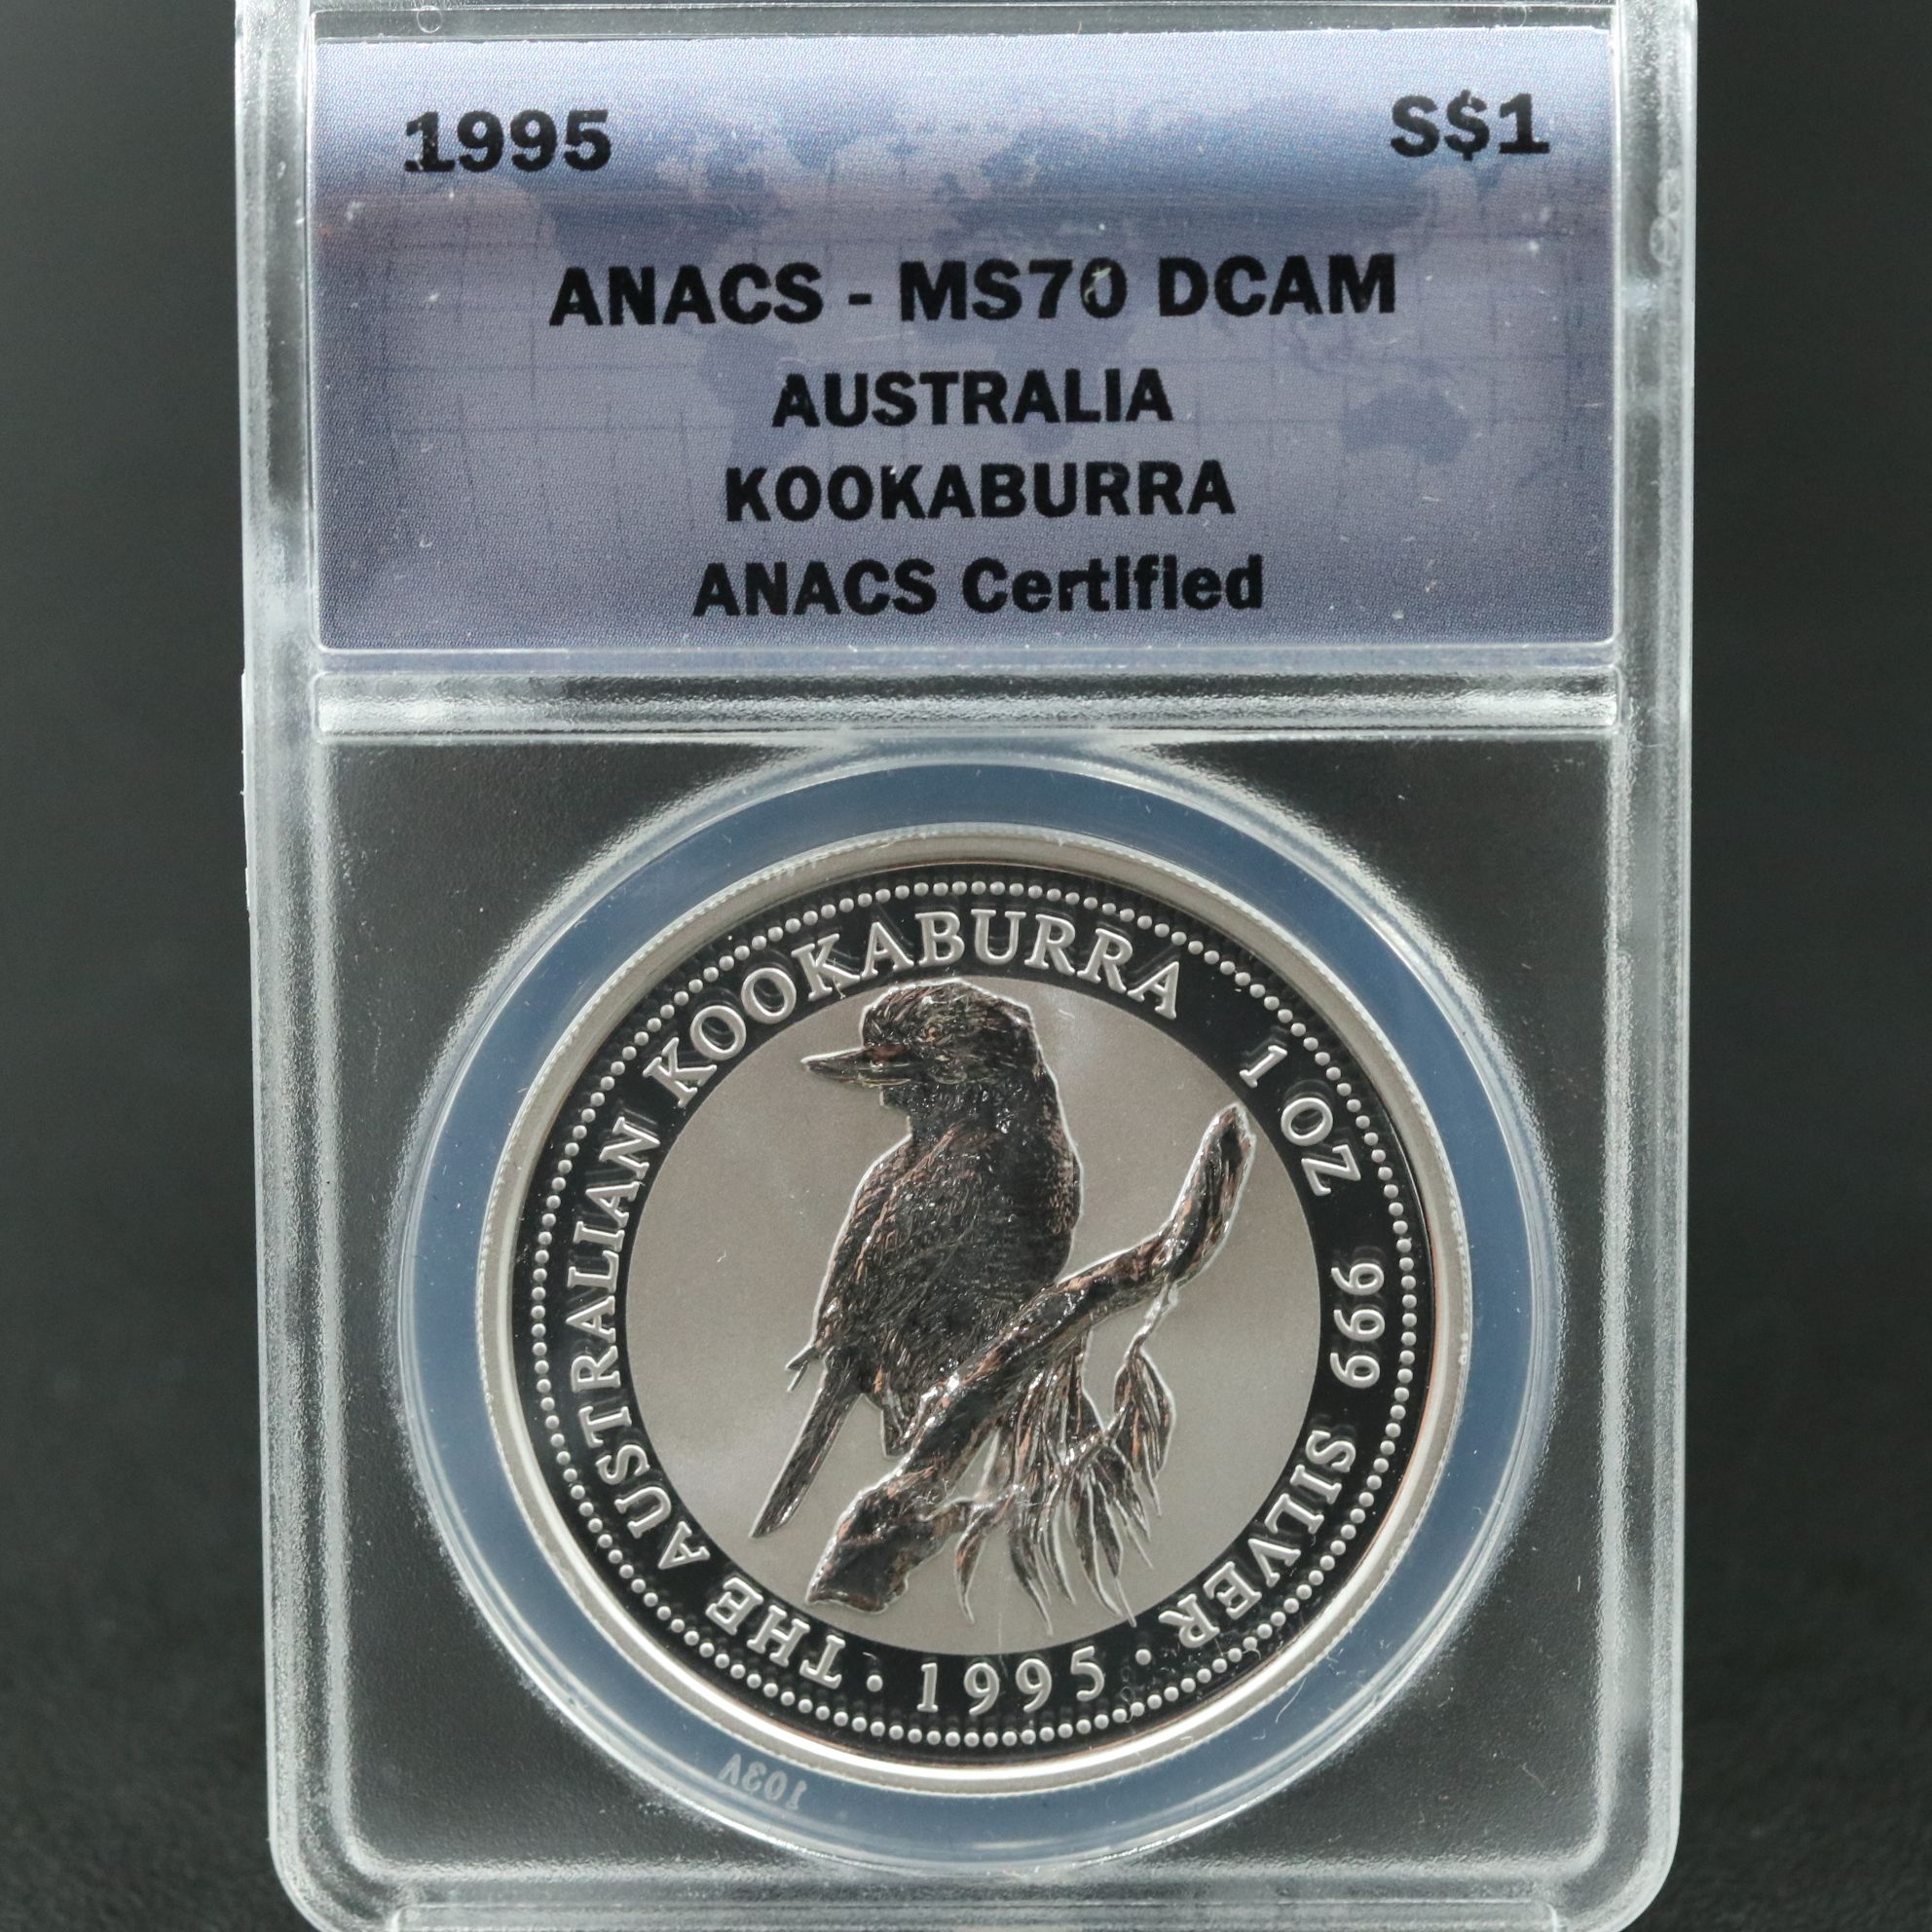 1995 S$1
ANACS - MS70 DCAM
AUSTRALIA
KOOKABURRA
ANACS Certified
THE AUSTRALIAN KOOKABURRA 1 OZ 999 SILVER
· 1995 ·
103V